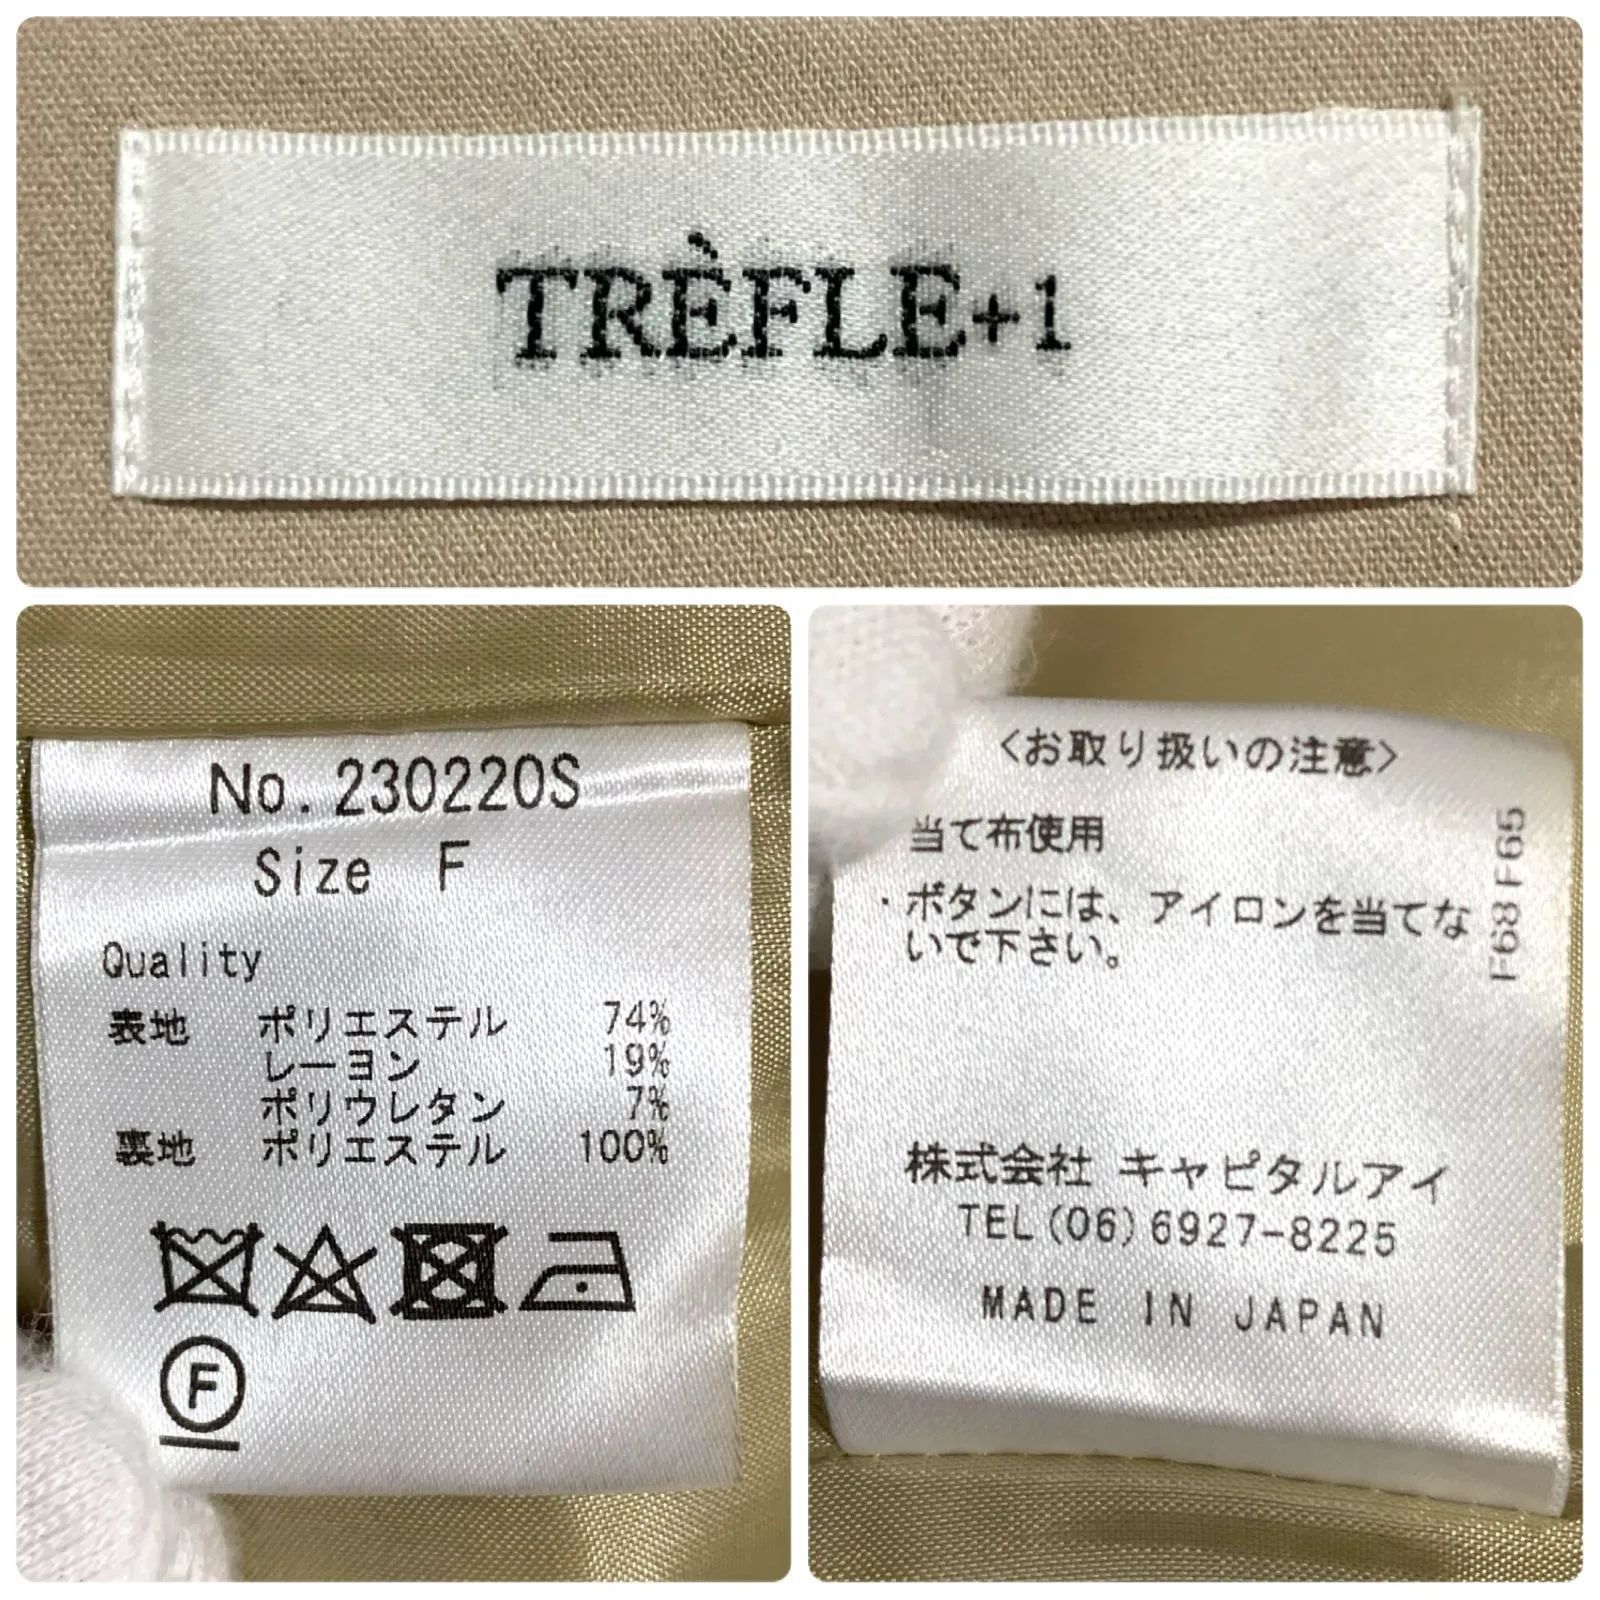 TRÈFLE+1
No.230220S
Size F
Quality
表地 ポリエステル 74%
レーヨン 19%
ポリウレタン 7%
裏地 ポリエステル 100%
F
<お取り扱いの注意>
当て布使用
・ボタンには、アイロンを当てな
いで下さい。
F68 F65
株式会社 キャピタルアイ
TEL(06)6927-8225
MADE IN JAPAN